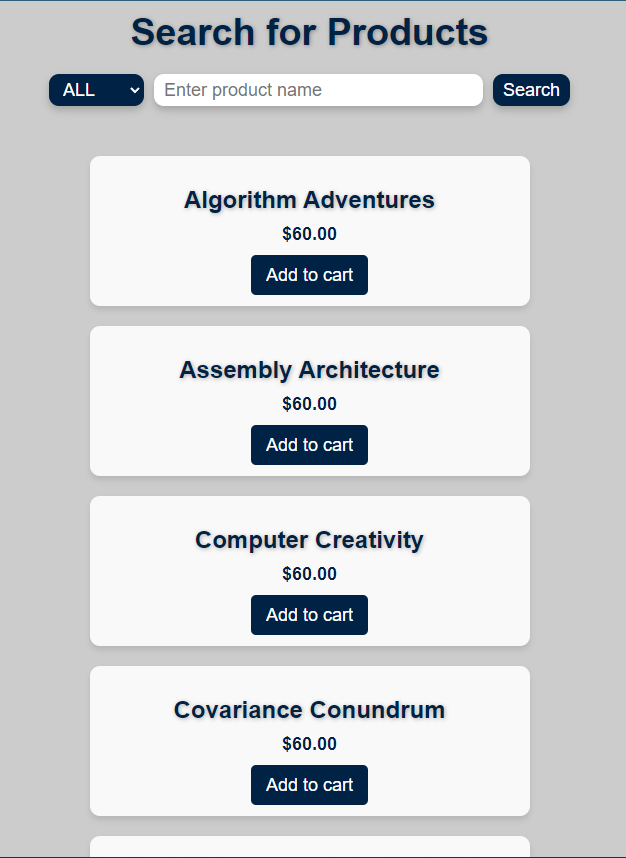 Search for Products
ALL Enter product name Search
Algorithm Adventures
$60.00
Add to cart
Assembly Architecture
$60.00
Add to cart
Computer Creativity
$60.00
Add to cart
Covariance Conundrum
$60.00
Add to cart